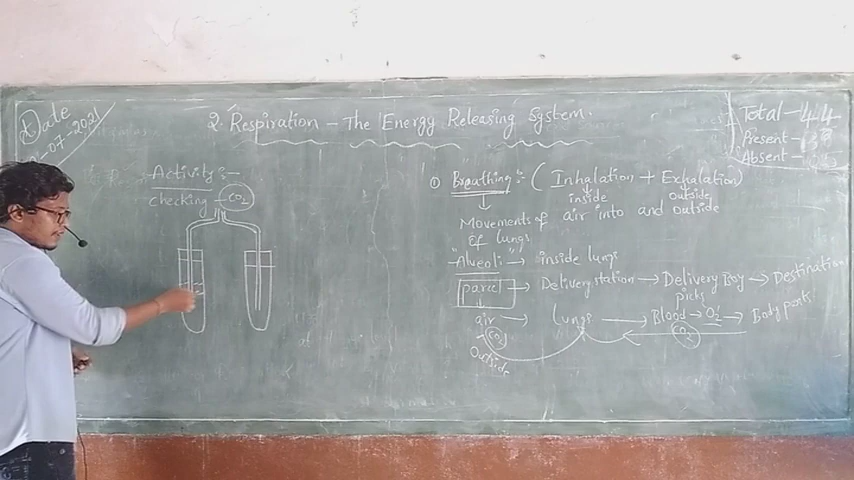 Date
-07-2021
2. Respiration - The Energy Releasing System.
Total - 44
Present -
Absent -
Activity :-
checking - CO2
① Breathing :- ( Inhalation + Exhalation)
inside outside
Movements of air into and outside
of lungs
"Alveoli" → inside lungs
parcel → Delivery station → Delivery Boy → Destination
picks
air → Lungs → Blood → O2 → Body parts
CO2 CO2
Outside